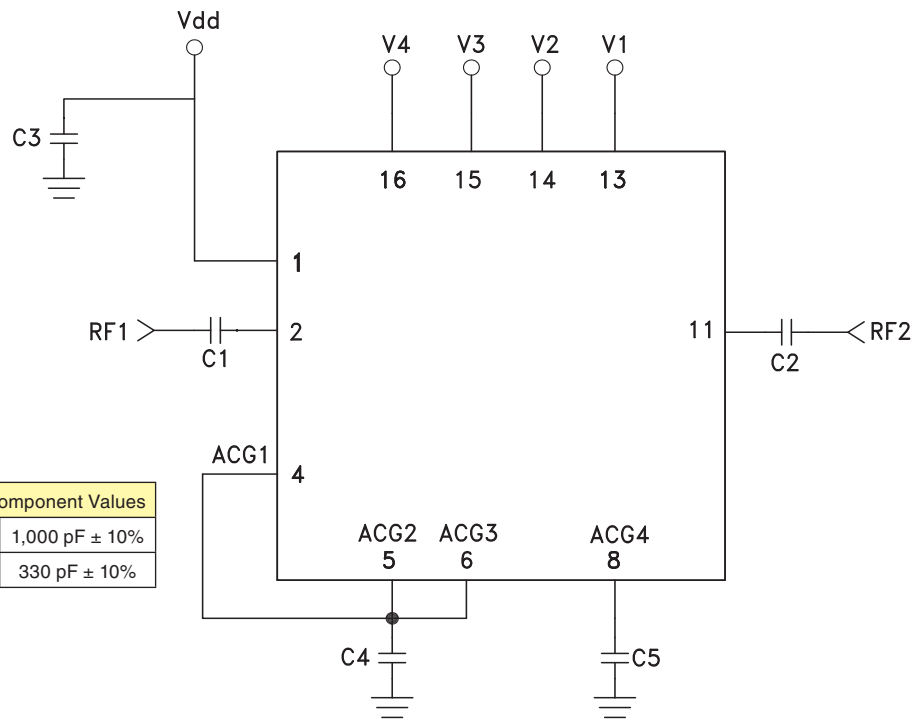 Vdd
V4 V3 V2 V1
C3
16 15 14 13
1
RF1
C1
2
11
C2
RF2
ACG1
4
Component Values
1,000 pF ± 10%
330 pF ± 10%
ACG2 ACG3 ACG4
5 6 8
C4
C5